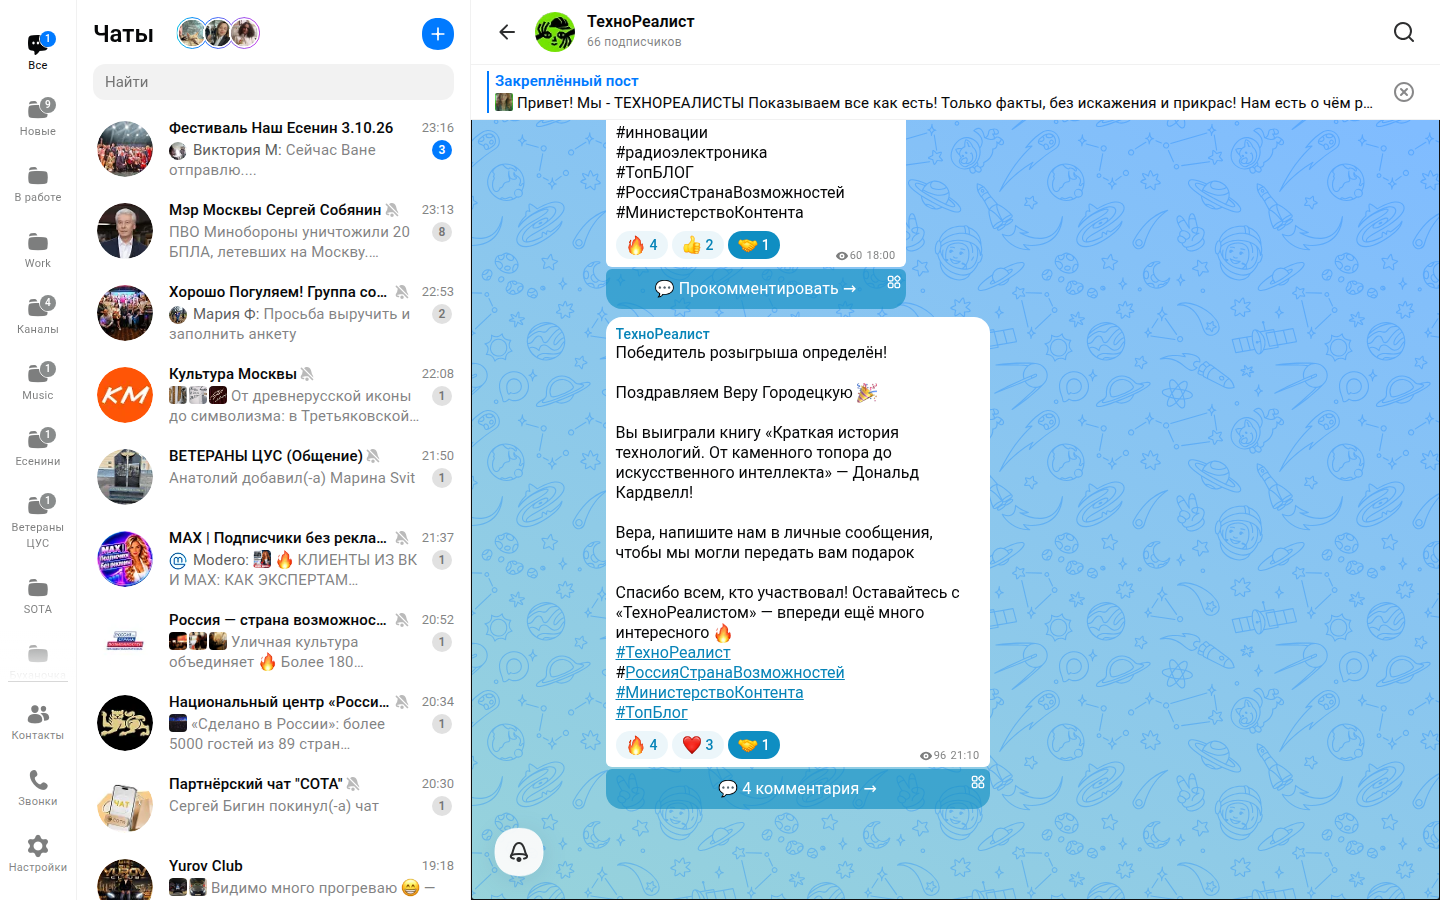 1
Все
9
Новые
В работе
Work
4
Каналы
1
Music
1
Есенини
1
Ветераны
ЦУС
SOTA
Контакты
Звонки
Настройки
Чаты
Найти
Фестиваль Наш Есенин 3.10.26 23:16
Виктория М: Сейчас Ване 3
отправлю....
Мэр Москвы Сергей Собянин 23:13
ПВО Минобороны уничтожили 20 8
БПЛА, летевших на Москву....
Хорошо Погуляем! Группа со... 22:53
Мария Ф: Просьба выручить и 2
заполнить анкету
Культура Москвы 22:08
КМ
От древнерусской иконы 1
до символизма: в Третьяковской...
ВЕТЕРАНЫ ЦУС (Общение) 21:50
Анатолий добавил(-а) Марина Svit 1
MAX | Подписчики без рекла... 21:37
Modero: КЛИЕНТЫ ИЗ ВК 1
И MAX: КАК ЭКСПЕРТАМ...
Россия — страна возможнос... 20:52
Уличная культура 1
объединяет Более 180...
Национальный центр «Росси... 20:34
«Сделано в России»: более 1
5000 гостей из 89 стран...
Партнёрский чат "СОТА" 20:30
ЧАТ
Сергей Бигин покинул(-а) чат 1
Yurov Club 19:18
Видимо много прогреваю —
ТехноРеалист
66 подписчиков
Закреплённый пост
Привет! Мы - ТЕХНОРЕАЛИСТЫ Показываем все как есть! Только факты, без искажения и прикрас! Нам есть о чём р...
#инновации
#радиоэлектроника
#ТопБЛОГ
#РоссияСтранаВозможностей
#МинистерствоКонтента
4 2 1
60 18:00
Прокомментировать →
ТехноРеалист
Победитель розыгрыша определён!
Поздравляем Веру Городецкую
Вы выиграли книгу «Краткая история
технологий. От каменного топора до
искусственного интеллекта» — Дональд
Кардвелл!
Вера, напишите нам в личные сообщения,
чтобы мы могли передать вам подарок
Спасибо всем, кто участвовал! Оставайтесь с
«ТехноРеалистом» — впереди ещё много
интересного
#ТехноРеалист
#РоссияСтранаВозможностей
#МинистерствоКонтента
#ТопБлог
4 3 1
96 21:10
4 комментария →